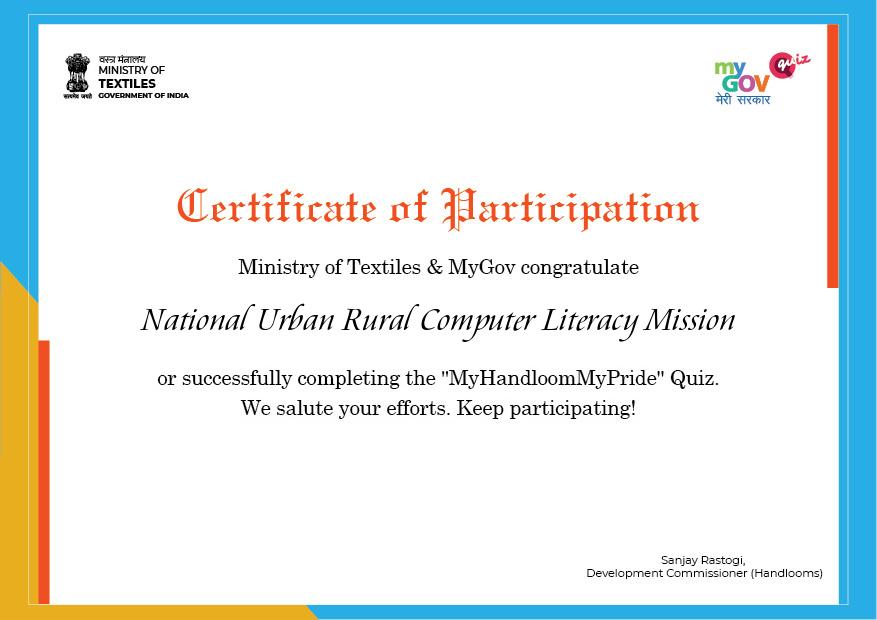 वस्त्र मंत्रालय
MINISTRY OF
TEXTILES
सत्यमेव जयते GOVERNMENT OF INDIA
my quiz
GOV
मेरी सरकार
Certificate of Participation
Ministry of Textiles & MyGov congratulate
National Urban Rural Computer Literacy Mission
or successfully completing the "MyHandloomMyPride" Quiz.
We salute your efforts. Keep participating!
Sanjay Rastogi,
Development Commissioner (Handlooms)